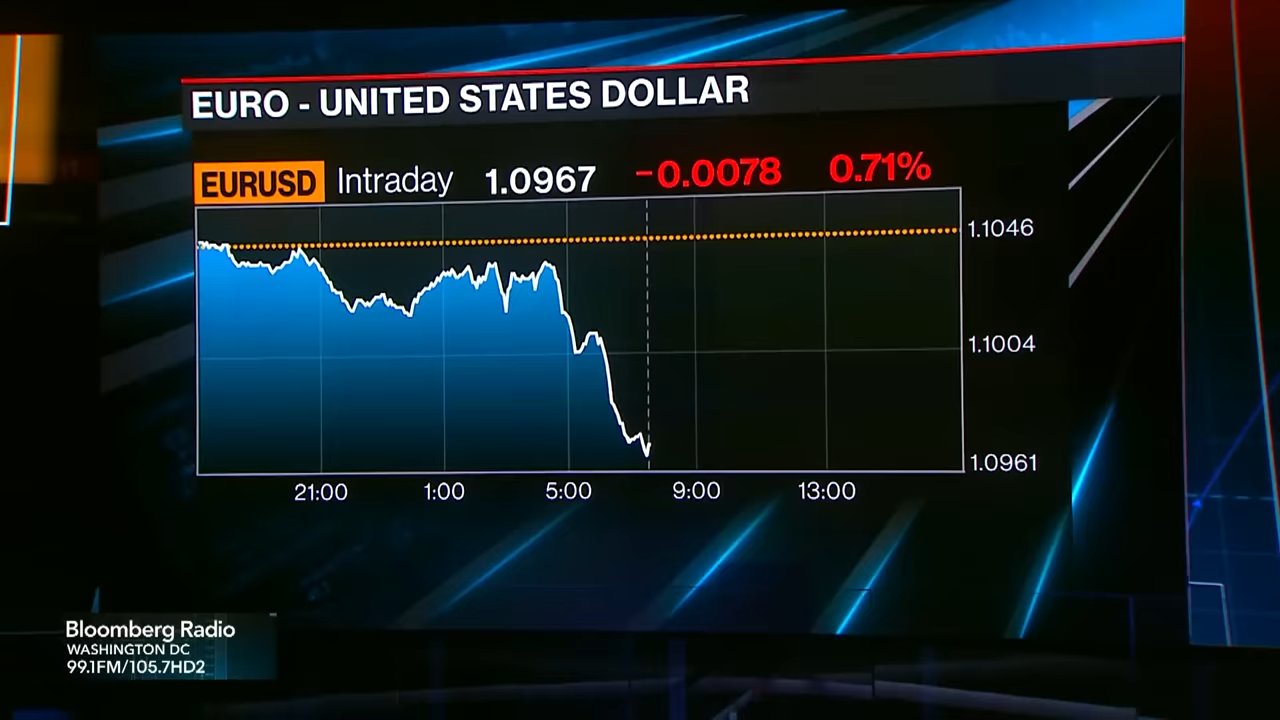 EURO - UNITED STATES DOLLAR
EURUSD Intraday 1.0967 -0.0078 0.71%
1.1046
1.1004
1.0961
21:00 1:00 5:00 9:00 13:00
Bloomberg Radio
WASHINGTON DC
99.1FM/105.7HD2